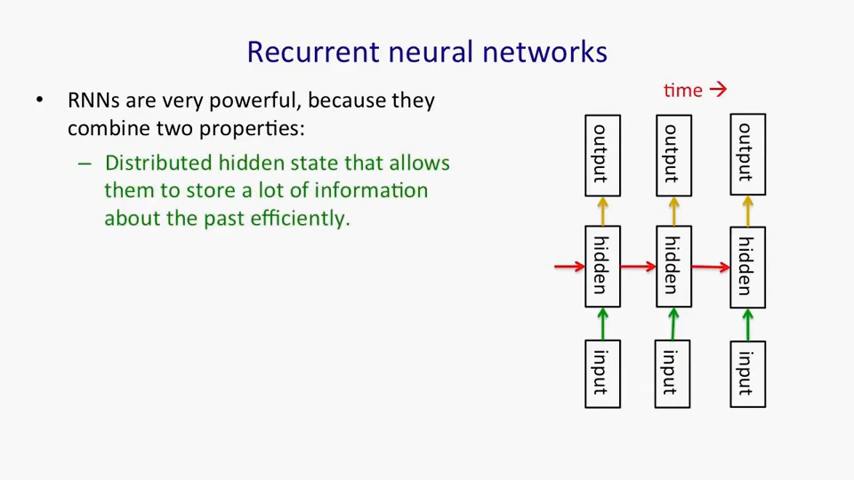 Recurrent neural networks
• RNNs are very powerful, because they
combine two properties:
– Distributed hidden state that allows
them to store a lot of information
about the past efficiently.
time →
output output output
hidden hidden hidden
input input input